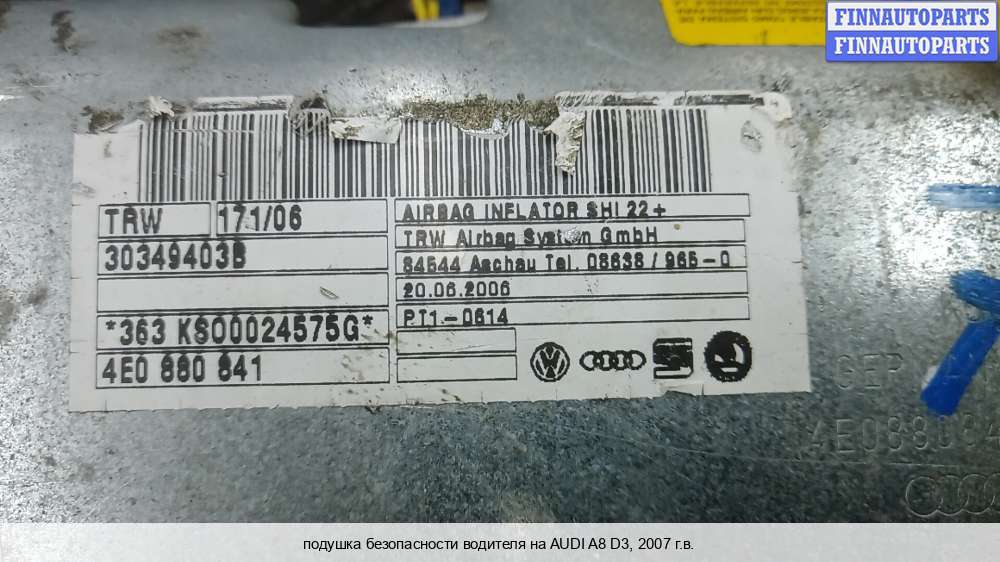 FINNAUTOPARTS
FINNAUTOPARTS
TRW 171/06
30349403B
*363 KS00024575G*
4E0 880 841
AIRBAG INFLATOR SHI 22+
TRW Airbag System GmbH
84544 Aschau Tel. 08638 / 965-0
20.06.2006
PT1-0614
GEP
4E08808
подушка безопасности водителя на AUDI A8 D3, 2007 г.в.